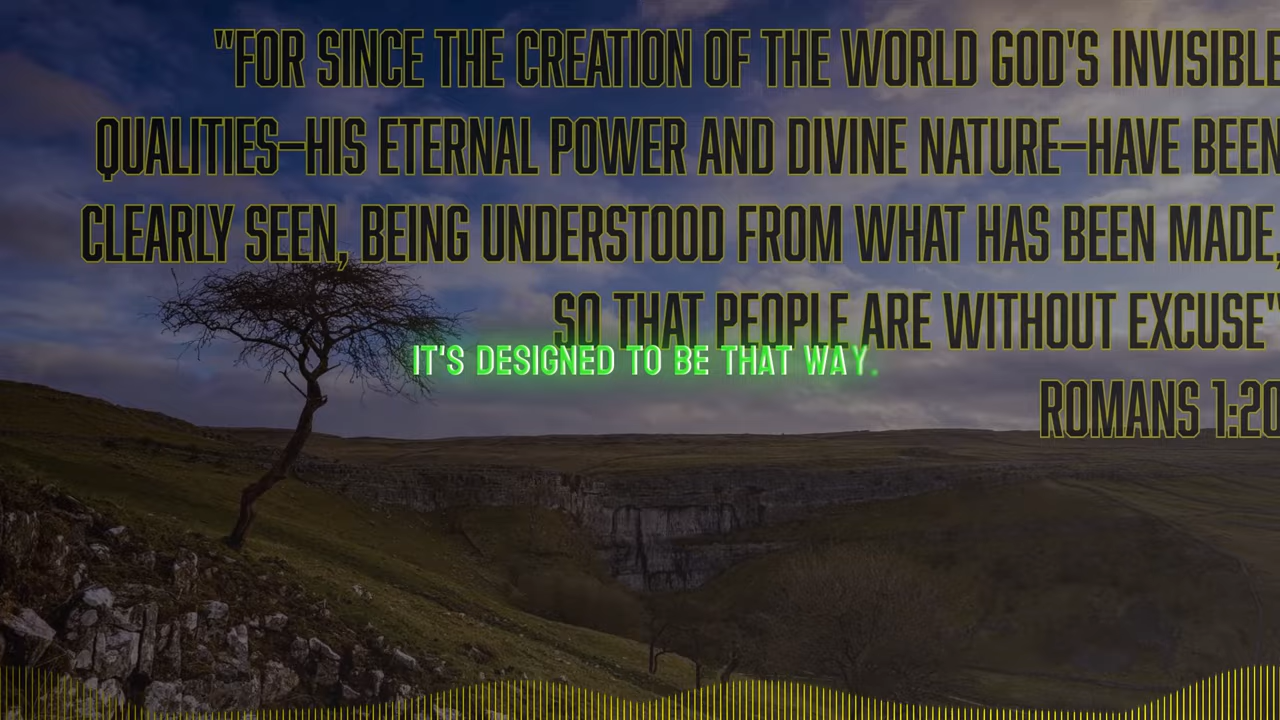 "FOR SINCE THE CREATION OF THE WORLD GOD'S INVISIBLE
QUALITIES—HIS ETERNAL POWER AND DIVINE NATURE—HAVE BEEN
CLEARLY SEEN, BEING UNDERSTOOD FROM WHAT HAS BEEN MADE,
SO THAT PEOPLE ARE WITHOUT EXCUSE"
IT'S DESIGNED TO BE THAT WAY.
ROMANS 1:20